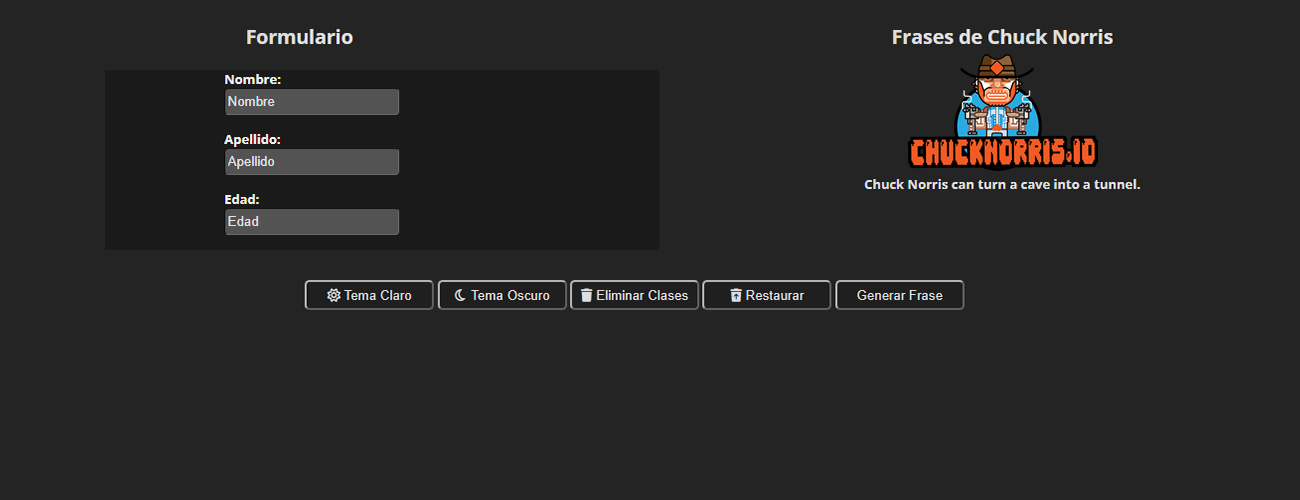 Formulario
Nombre:
Nombre
Apellido:
Apellido
Edad:
Edad
Frases de Chuck Norris
CHUCKNORRIS.IO
Chuck Norris can turn a cave into a tunnel.
Tema Claro
Tema Oscuro
Eliminar Clases
Restaurar
Generar Frase